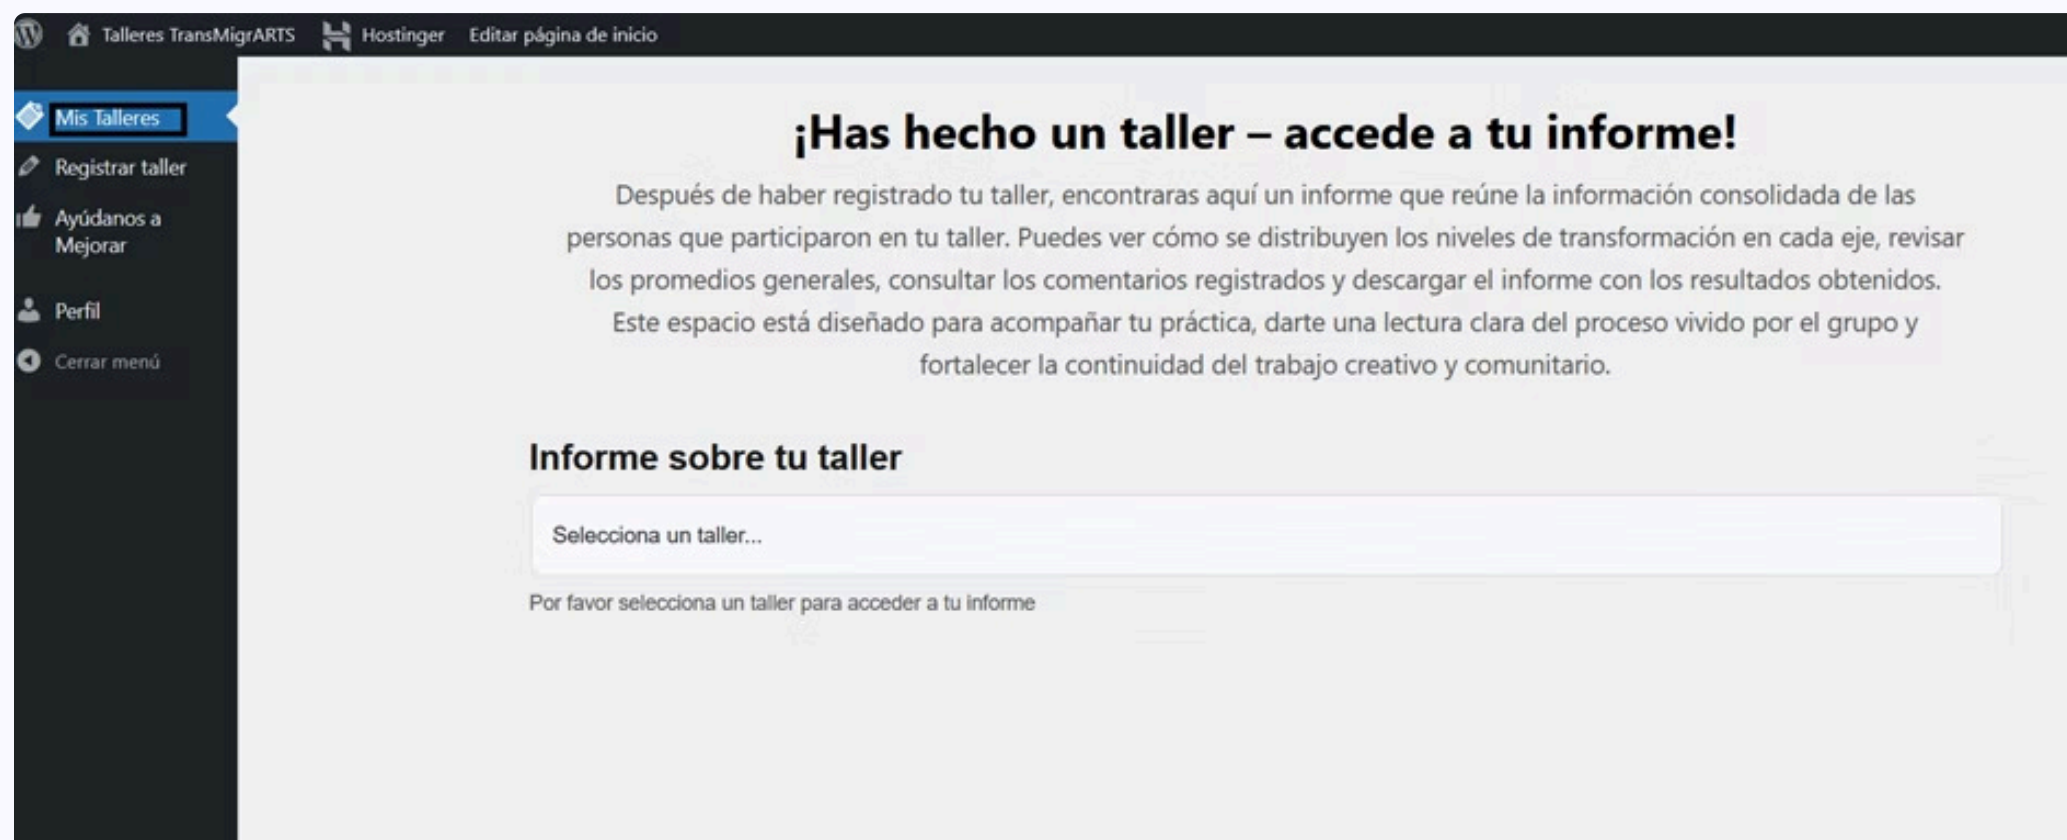 Talleres TransMigrARTS Hostinger Editar página de inicio
Mis Talleres
Registrar taller
Ayúdanos a
Mejorar
Perfil
Cerrar menú
¡Has hecho un taller – accede a tu informe!
Después de haber registrado tu taller, encontraras aquí un informe que reúne la información consolidada de las
personas que participaron en tu taller. Puedes ver cómo se distribuyen los niveles de transformación en cada eje, revisar
los promedios generales, consultar los comentarios registrados y descargar el informe con los resultados obtenidos.
Este espacio está diseñado para acompañar tu práctica, darte una lectura clara del proceso vivido por el grupo y
fortalecer la continuidad del trabajo creativo y comunitario.
Informe sobre tu taller
Selecciona un taller...
Por favor selecciona un taller para acceder a tu informe